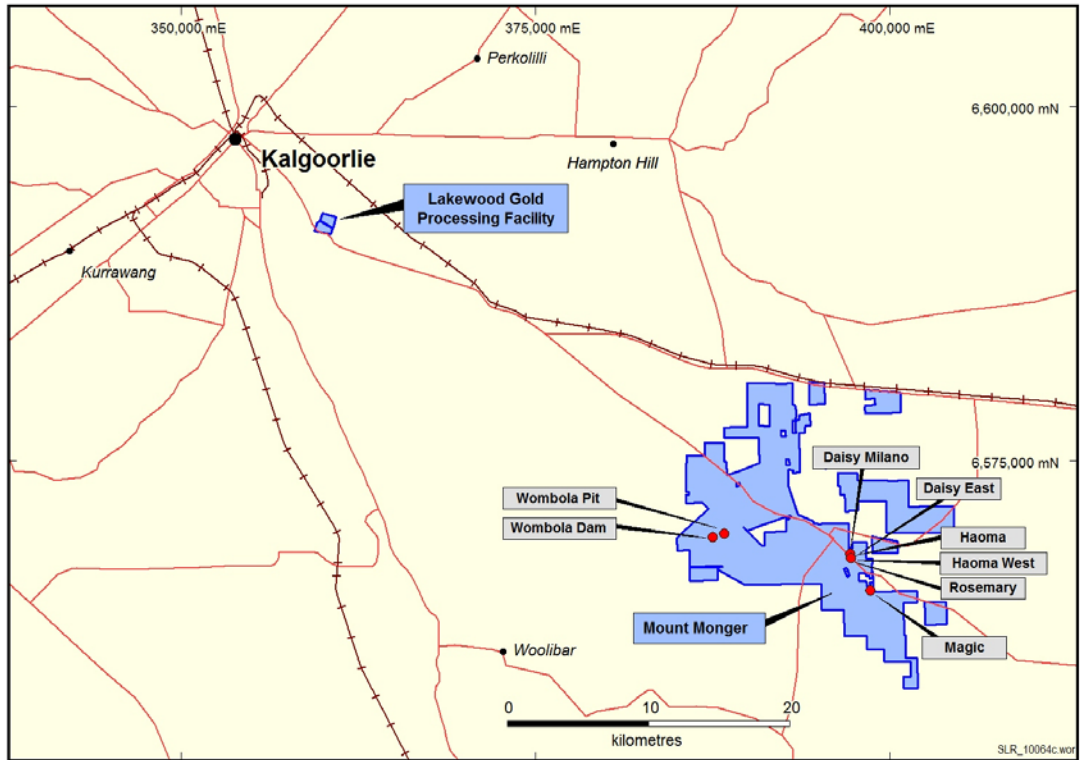 350,000 mE
375,000 mE
400,000 mE
Perkolilli
6,600,000 mN
Kalgoorlie
Hampton Hill
Lakewood Gold
Processing Facility
Kurrawang
Daisy Milano
6,575,000 mN
Daisy East
Wombola Pit
Wombola Dam
Haoma
Haoma West
Rosemary
Mount Monger
Magic
Woolibar
0
10
20
kilometres
SLR_10064c.wor